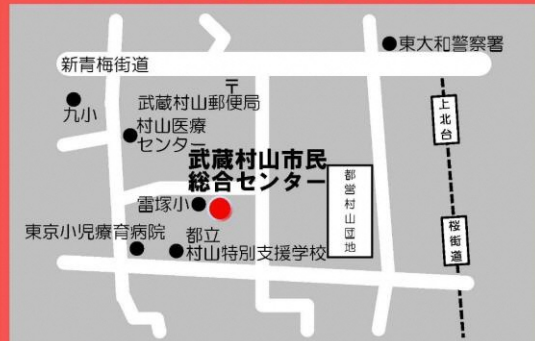 東大和警察署
新青梅街道
〒
武蔵村山郵便局
九小
村山医療
センター
上北台
武蔵村山市民
総合センター
都営村山団地
雷塚小
桜街道
東京小児療育病院
都立
村山特別支援学校